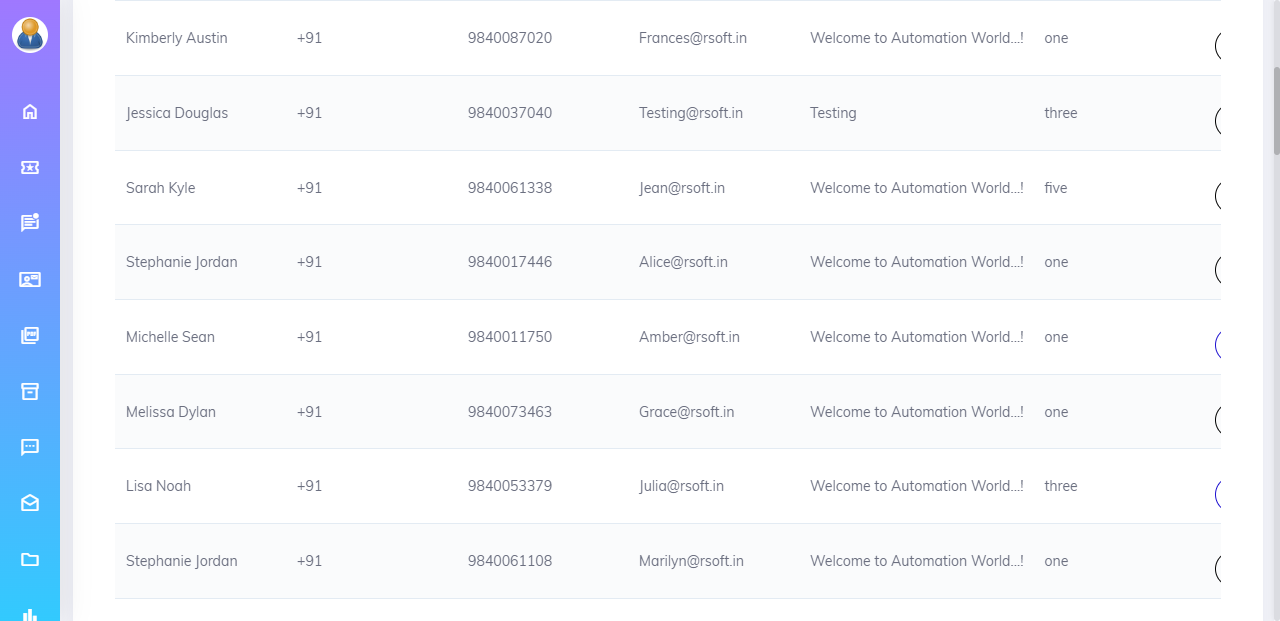 Kimberly Austin +91 9840087020 Frances@rsoft.in Welcome to Automation World...! one
Jessica Douglas +91 9840037040 Testing@rsoft.in Testing three
Sarah Kyle +91 9840061338 Jean@rsoft.in Welcome to Automation World...! five
Stephanie Jordan +91 9840017446 Alice@rsoft.in Welcome to Automation World...! one
Michelle Sean +91 9840011750 Amber@rsoft.in Welcome to Automation World...! one
Melissa Dylan +91 9840073463 Grace@rsoft.in Welcome to Automation World...! one
Lisa Noah +91 9840053379 Julia@rsoft.in Welcome to Automation World...! three
Stephanie Jordan +91 9840061108 Marilyn@rsoft.in Welcome to Automation World...! one